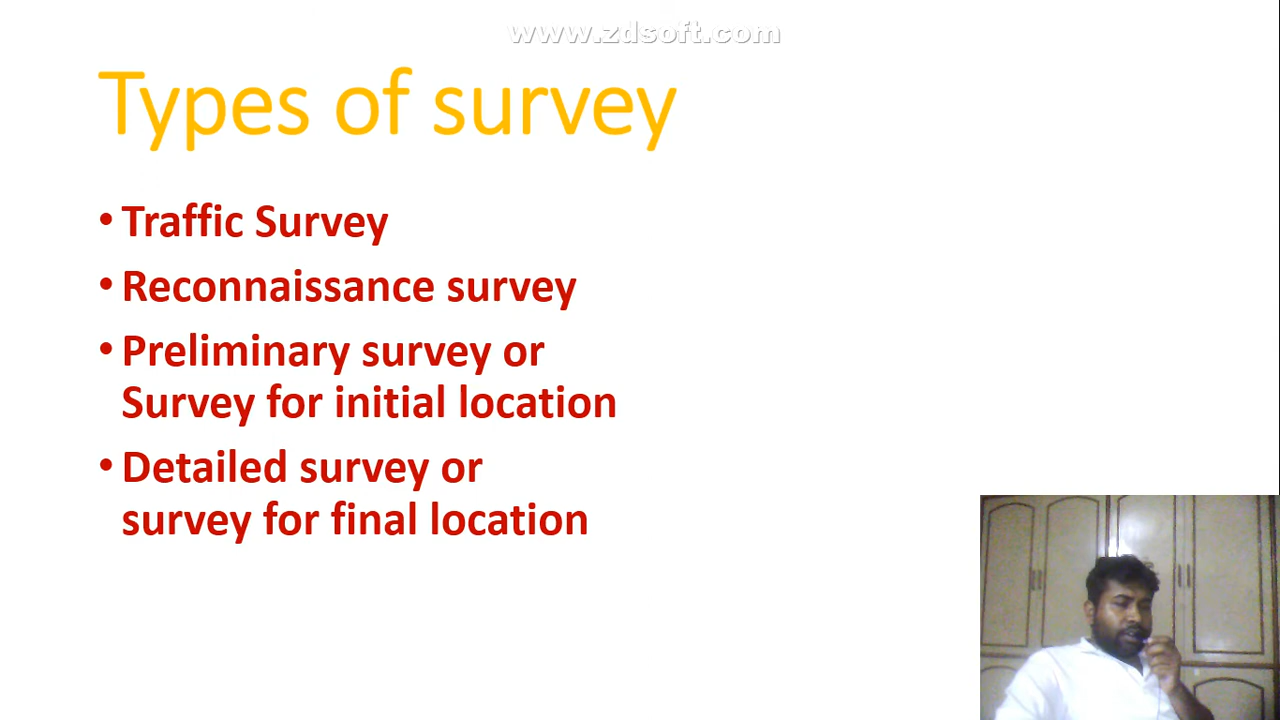 www.zdsoft.com
Types of survey
• Traffic Survey
• Reconnaissance survey
• Preliminary survey or
Survey for initial location
• Detailed survey or
survey for final location